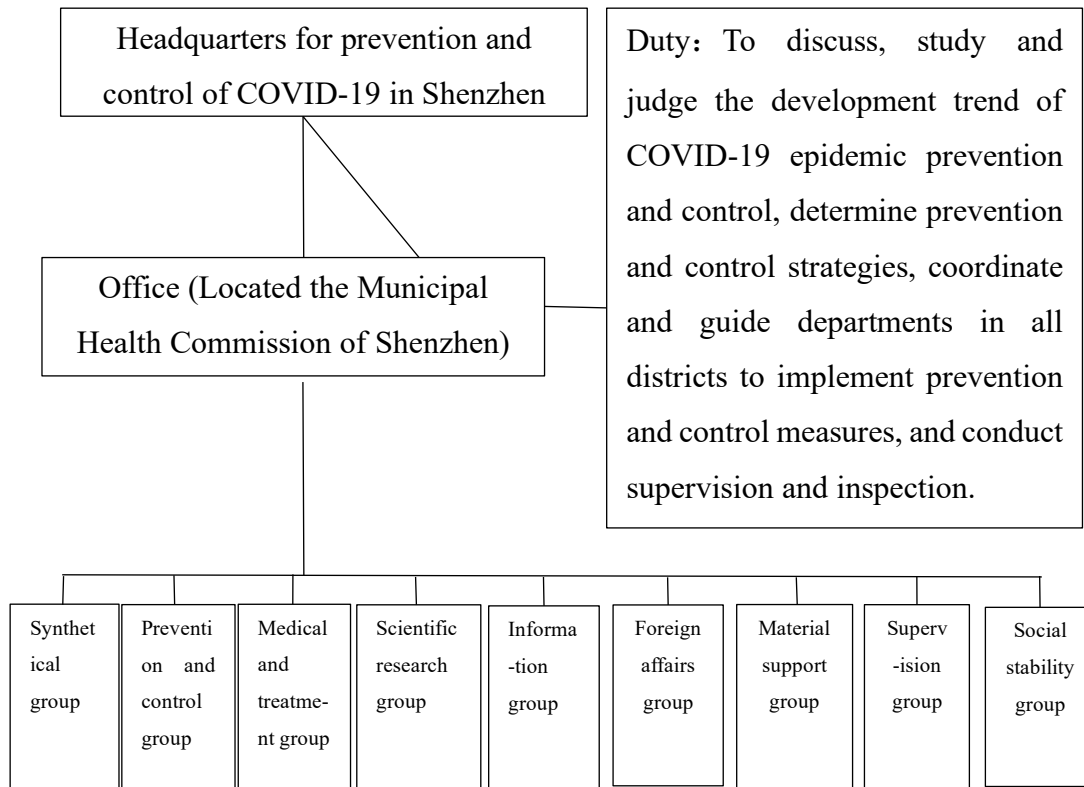 Headquarters for prevention and
control of COVID-19 in Shenzhen
Duty：To discuss, study and
judge the development trend of
COVID-19 epidemic prevention
and control, determine prevention
and control strategies, coordinate
and guide departments in all
districts to implement prevention
and control measures, and conduct
supervision and inspection.
Office (Located the Municipal
Health Commission of Shenzhen)
Synthet
ical
group
Preventi
on and
control
group
Medical
and
treatme-
nt group
Scientific
research
group
Informa
-tion
group
Foreign
affairs
group
Material
support
group
Superv
-ision
group
Social
stability
group